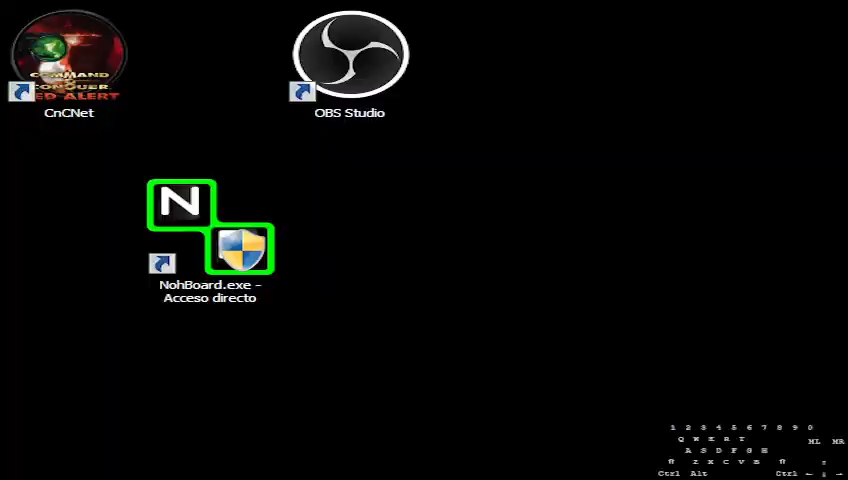 COMMAND
CONQUER
RED ALERT
CnCNet
OBS Studio
N
NohBoard.exe -
Acceso directo
1 2 3 4 5 6 7 8 9 0
Q W E R T
ML MR
A S D F G H
Z X C V B
Ctrl Alt
Ctrl